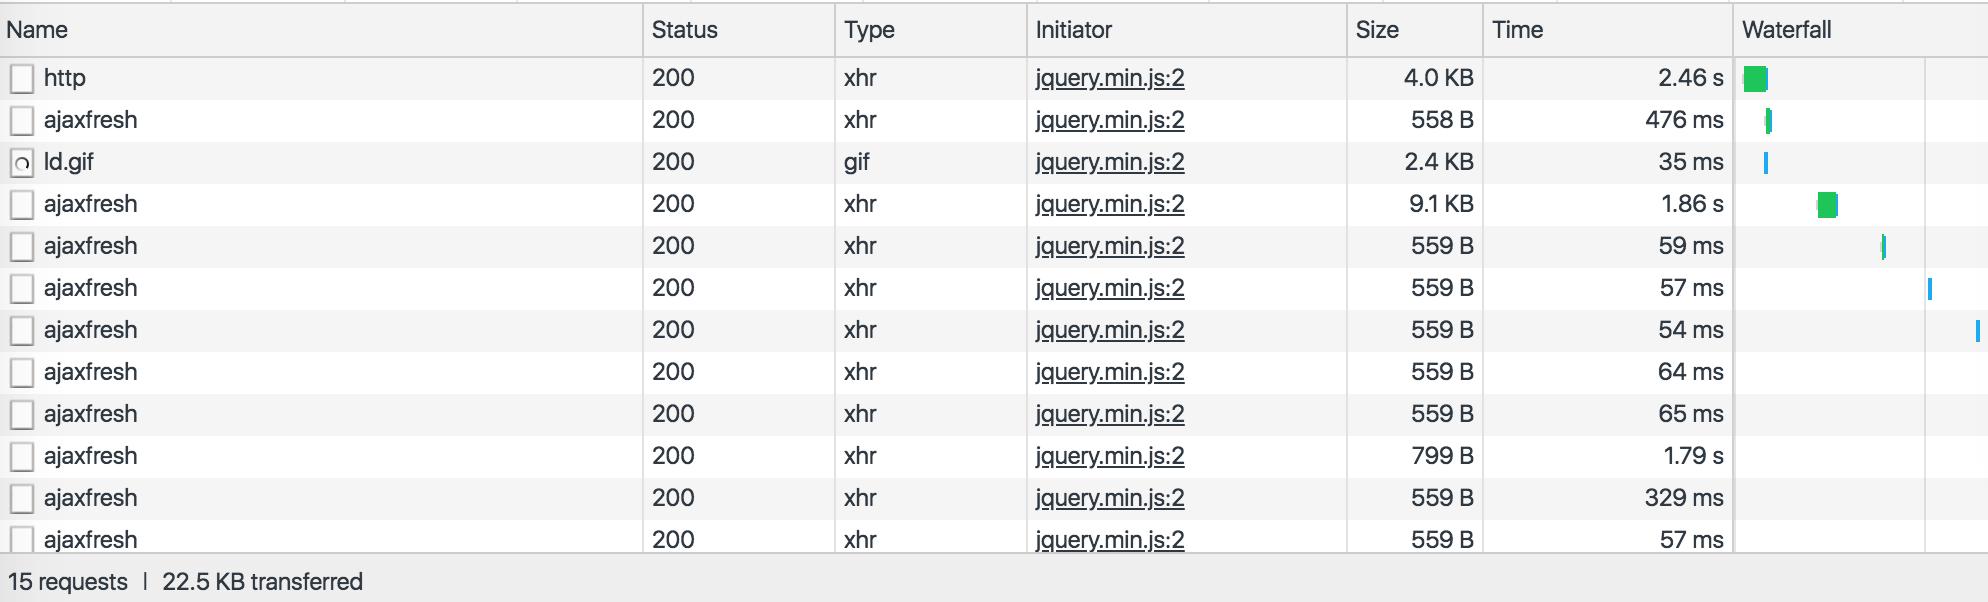 Name Status Type Initiator Size Time Waterfall
http 200 xhr jquery.min.js:2 4.0 KB 2.46 s
ajaxfresh 200 xhr jquery.min.js:2 558 B 476 ms
ld.gif 200 gif jquery.min.js:2 2.4 KB 35 ms
ajaxfresh 200 xhr jquery.min.js:2 9.1 KB 1.86 s
ajaxfresh 200 xhr jquery.min.js:2 559 B 59 ms
ajaxfresh 200 xhr jquery.min.js:2 559 B 57 ms
ajaxfresh 200 xhr jquery.min.js:2 559 B 54 ms
ajaxfresh 200 xhr jquery.min.js:2 559 B 64 ms
ajaxfresh 200 xhr jquery.min.js:2 559 B 65 ms
ajaxfresh 200 xhr jquery.min.js:2 799 B 1.79 s
ajaxfresh 200 xhr jquery.min.js:2 559 B 329 ms
ajaxfresh 200 xhr jquery.min.js:2 559 B 57 ms
15 requests | 22.5 KB transferred